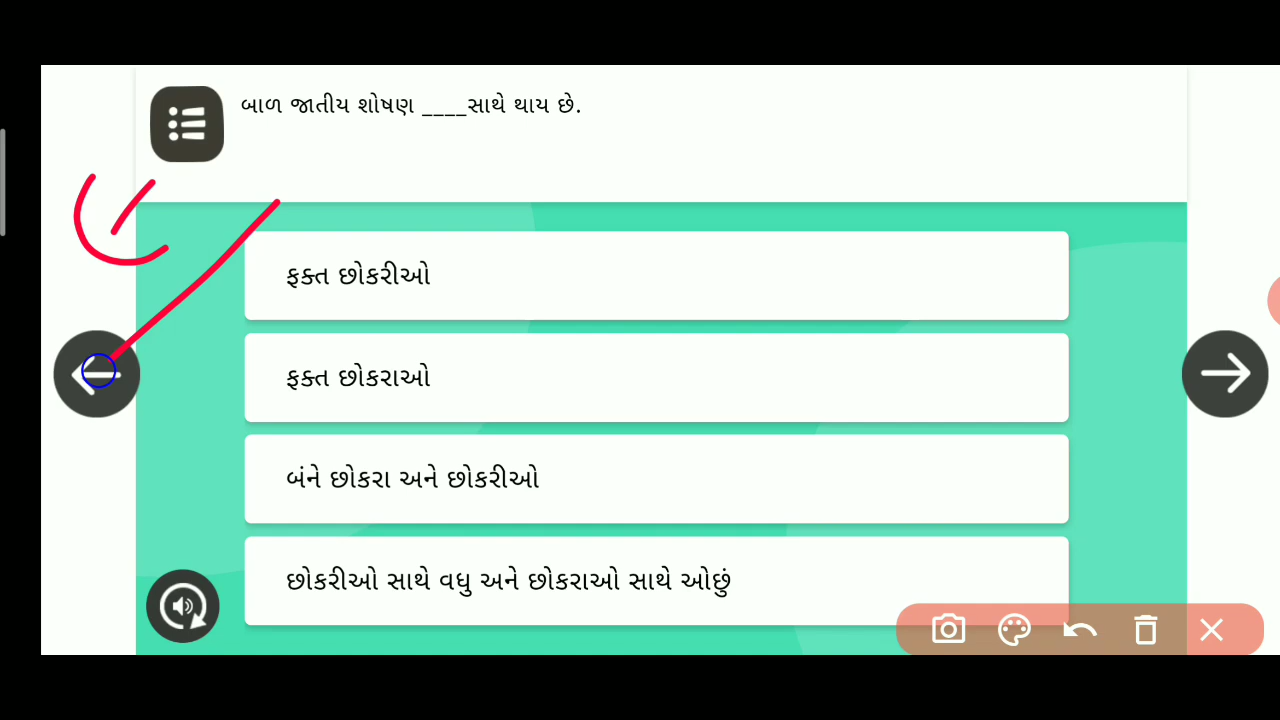 બાળ જાતીય શોષણ ____સાથે થાય છે.
ફક્ત છોકરીઓ
ફક્ત છોકરાઓ
બંને છોકરા અને છોકરીઓ
છોકરીઓ સાથે વધુ અને છોકરાઓ સાથે ઓછું